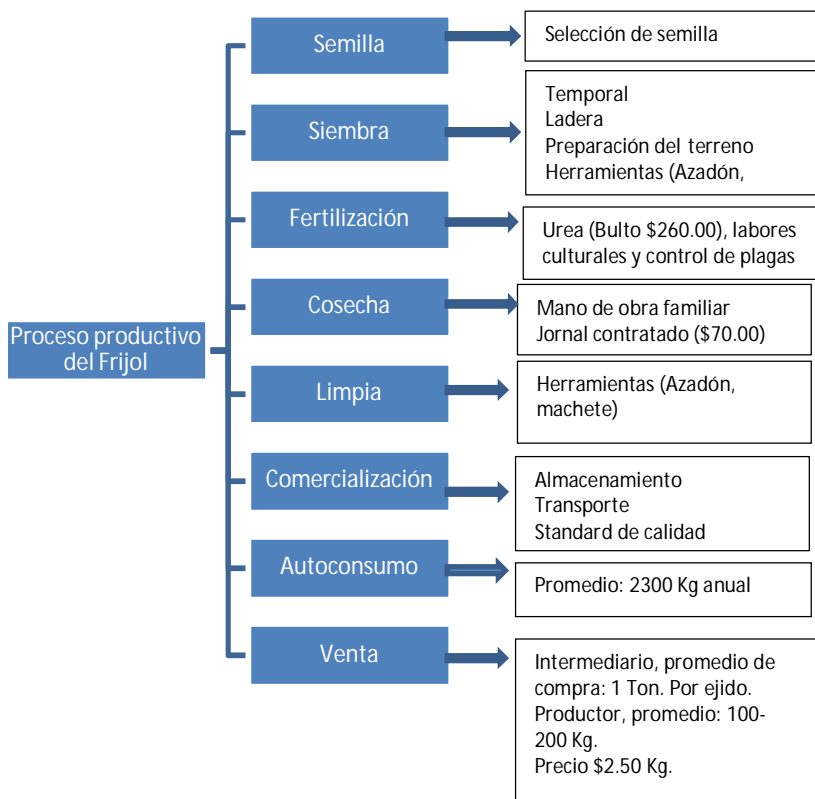 Proceso productivo
del Frijol
Semilla
Selección de semilla
Siembra
Temporal
Ladera
Preparación del terreno
Herramientas (Azadón,
Fertilización
Urea (Bulto $260.00), labores
culturales y control de plagas
Cosecha
Mano de obra familiar
Jornal contratado ($70.00)
Limpia
Herramientas (Azadón,
machete)
Comercialización
Almacenamiento
Transporte
Standard de calidad
Autoconsumo
Promedio: 2300 Kg anual
Venta
Intermediario, promedio de
compra: 1 Ton. Por ejido.
Productor, promedio: 100-
200 Kg.
Precio $2.50 Kg.